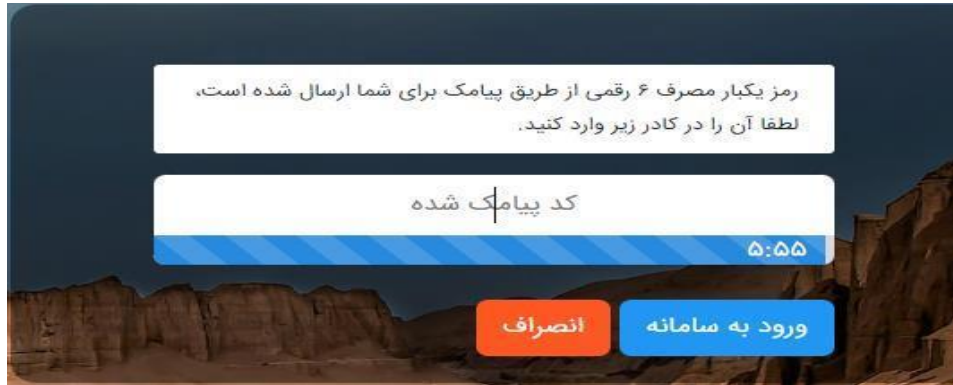 رمز یکبار مصرف ۶ رقمی از طریق پیامک برای شما ارسال شده است،
لطفا آن را در کادر زیر وارد کنید.
کد پیامک شده
۵:۵۵
ورود به سامانه
انصراف